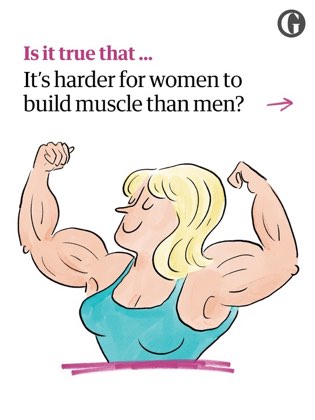 G
Is it true that ...
It’s harder for women to
build muscle than men?